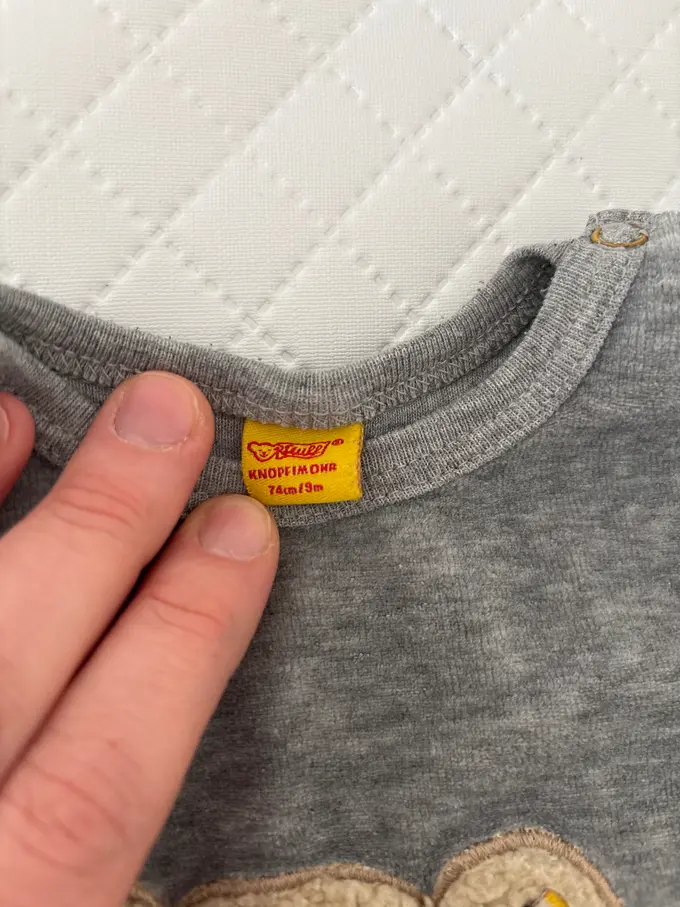 Steiff®
KNOPF IM OHR
74cm/9m